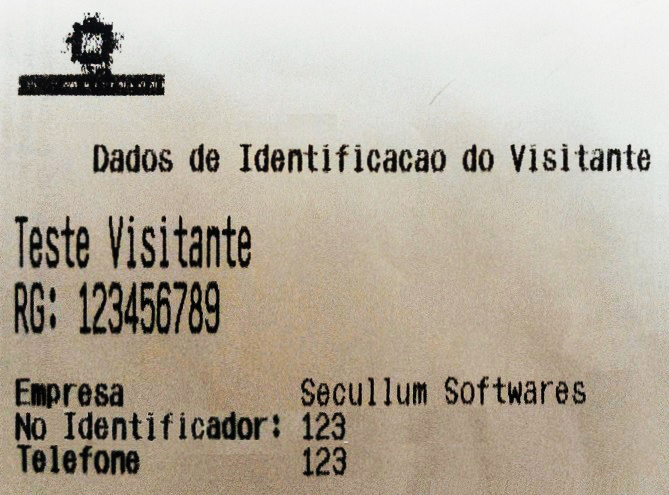 Dados de Identificacao do Visitante
Teste Visitante
RG: 123456789
Empresa Secullum Softwares
No Identificador: 123
Telefone 123